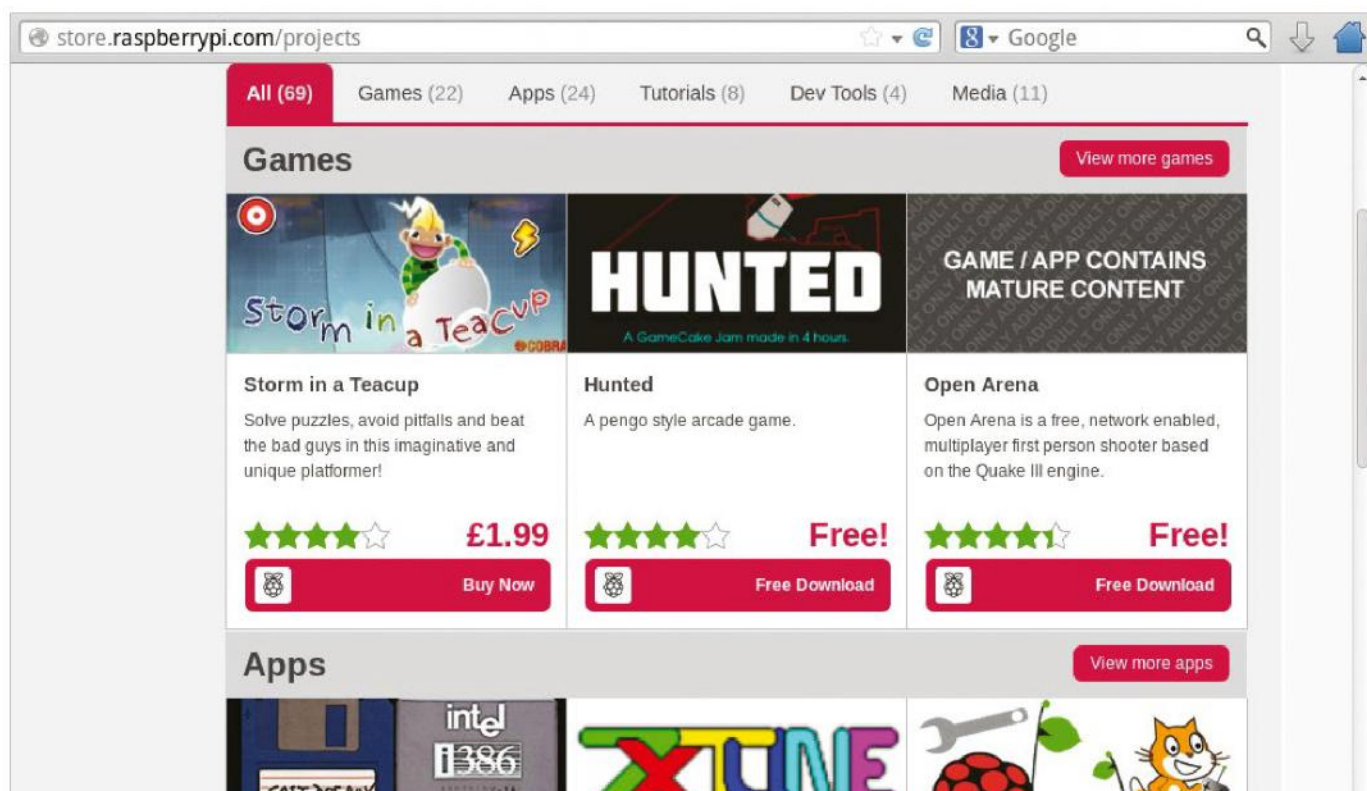 store.raspberrypi.com/projects
Google
All (69) Games (22) Apps (24) Tutorials (8) Dev Tools (4) Media (11)
Games
View more games
Storm in a Teacup
COBRA
HUNTED
A GameCake Jam made in 4 hours.
GAME / APP CONTAINS
MATURE CONTENT
Storm in a Teacup
Solve puzzles, avoid pitfalls and beat
the bad guys in this imaginative and
unique platformer!
£1.99
Buy Now
Hunted
A pengo style arcade game.
Free!
Free Download
Open Arena
Open Arena is a free, network enabled,
multiplayer first person shooter based
on the Quake III engine.
Free!
Free Download
Apps
View more apps
intel
i386
XTUNE